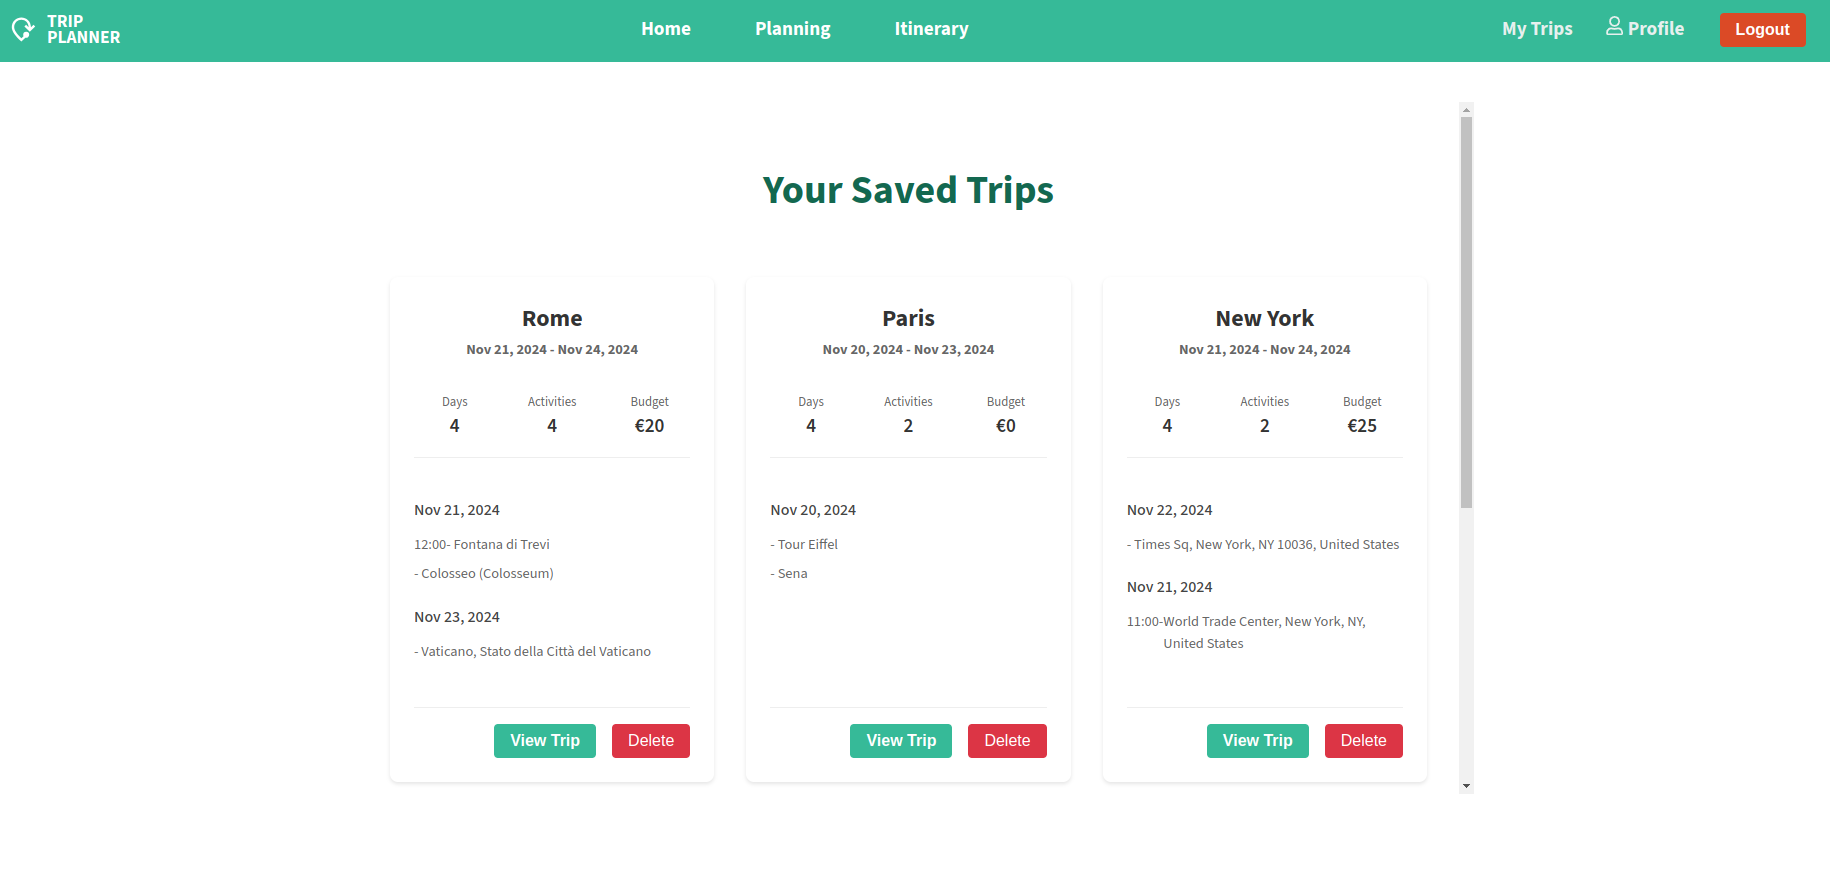 TRIP
PLANNER
Home
Planning
Itinerary
My Trips
Profile
Logout
Your Saved Trips
Rome
Nov 21, 2024 - Nov 24, 2024
Days
Activities
Budget
4
4
€20
Nov 21, 2024
12:00- Fontana di Trevi
- Colosseo (Colosseum)
Nov 23, 2024
- Vaticano, Stato della Città del Vaticano
View Trip
Delete
Paris
Nov 20, 2024 - Nov 23, 2024
Days
Activities
Budget
4
2
€0
Nov 20, 2024
- Tour Eiffel
- Sena
View Trip
Delete
New York
Nov 21, 2024 - Nov 24, 2024
Days
Activities
Budget
4
2
€25
Nov 22, 2024
- Times Sq, New York, NY 10036, United States
Nov 21, 2024
11:00-World Trade Center, New York, NY,
United States
View Trip
Delete